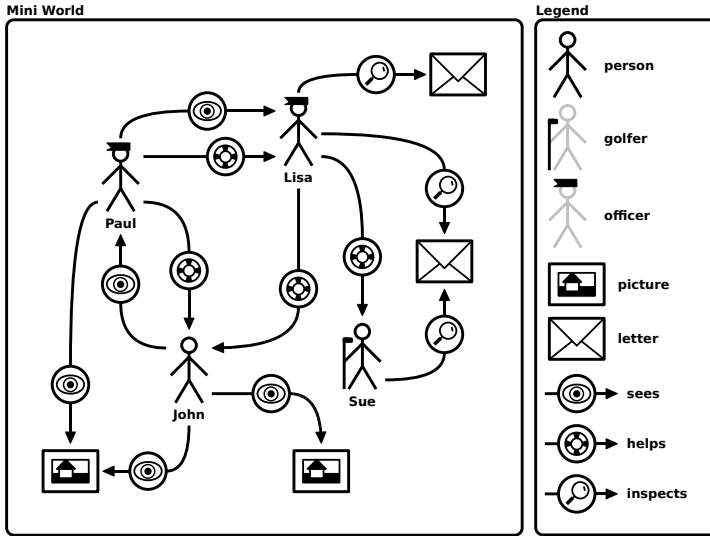 Mini World
Legend
person
golfer
officer
picture
letter
sees
helps
inspects
Lisa
Paul
John
Sue